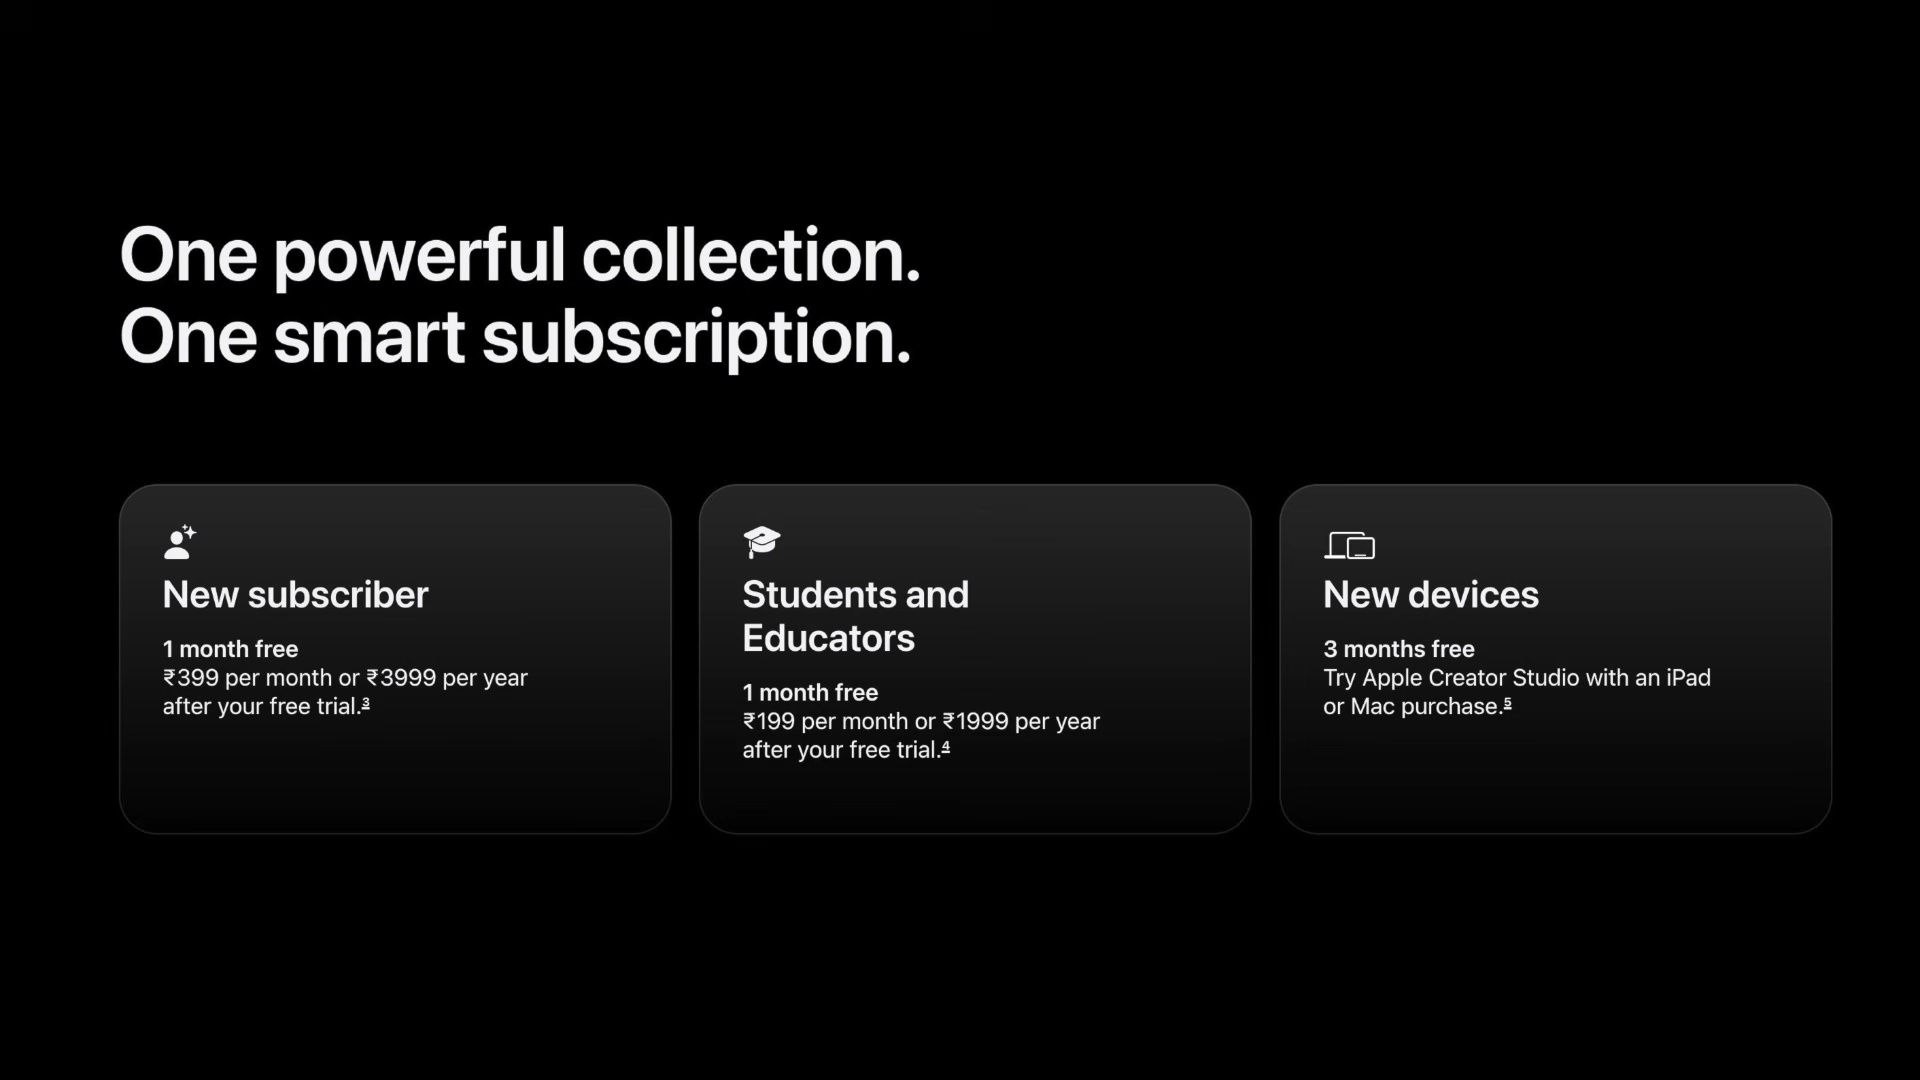 One powerful collection.
One smart subscription.
New subscriber
1 month free
₹399 per month or ₹3999 per year
after your free trial.³
Students and
Educators
1 month free
₹199 per month or ₹1999 per year
after your free trial.⁴
New devices
3 months free
Try Apple Creator Studio with an iPad
or Mac purchase.⁵